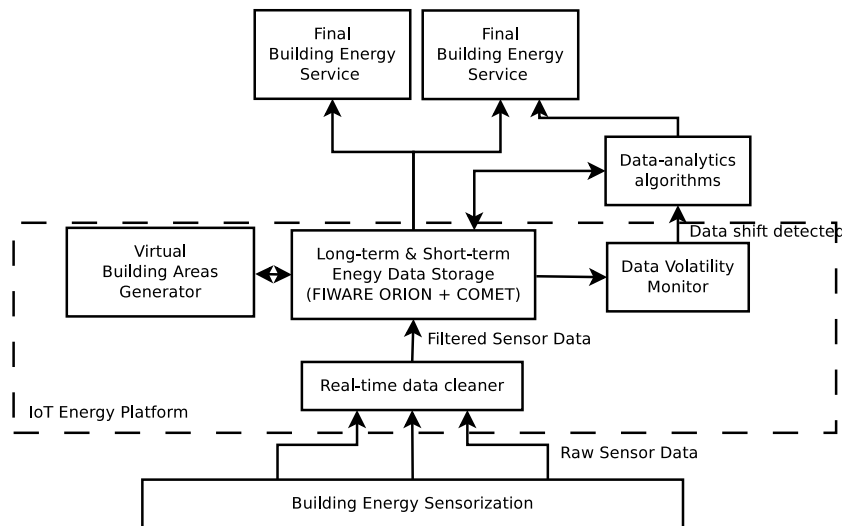 Final
Building Energy
Service
Final
Building Energy
Service
Data-analytics
algorithms
Data shift detected
Virtual
Building Areas
Generator
Long-term & Short-term
Enegy Data Storage
(FIWARE ORION + COMET)
Data Volatility
Monitor
Filtered Sensor Data
Real-time data cleaner
IoT Energy Platform
Raw Sensor Data
Building Energy Sensorization